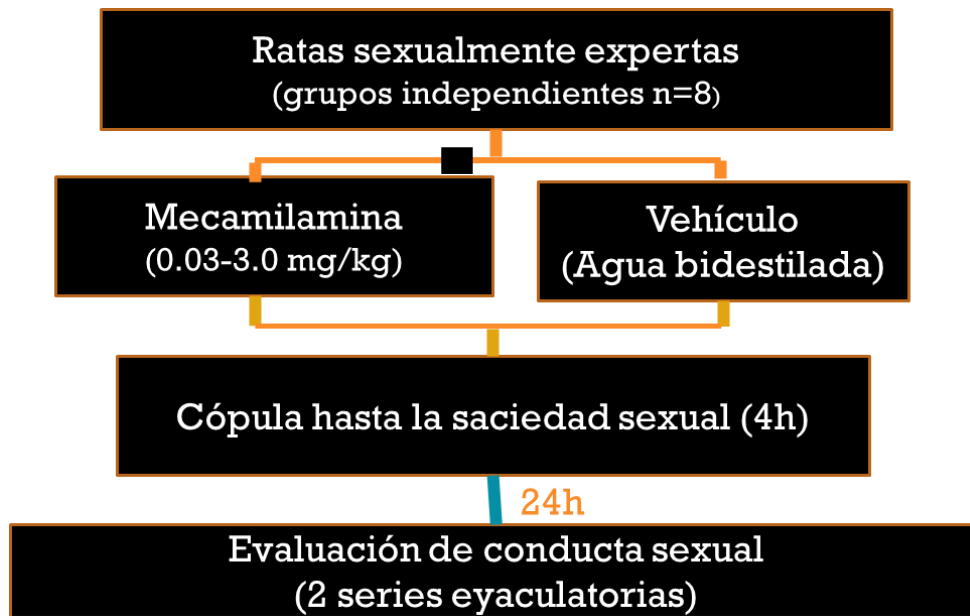 Ratas sexualmente expertas
(grupos independientes n=8)
Mecamilamina
(0.03-3.0 mg/kg)
Vehículo
(Agua bidestilada)
Cópula hasta la saciedad sexual (4h)
24h
Evaluación de conducta sexual
(2 series eyaculatorias)